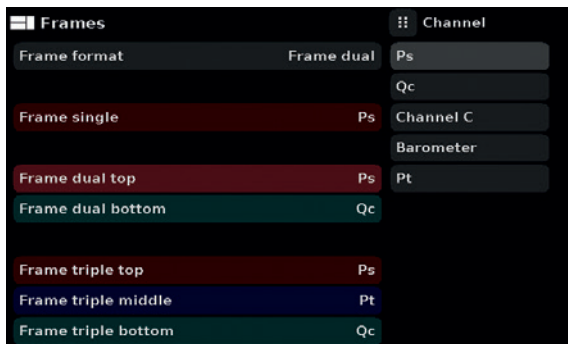 Frames
Frame format Frame dual
Frame single Ps
Frame dual top Ps
Frame dual bottom Qc
Frame triple top Ps
Frame triple middle Pt
Frame triple bottom Qc
Channel
Ps
Qc
Channel C
Barometer
Pt